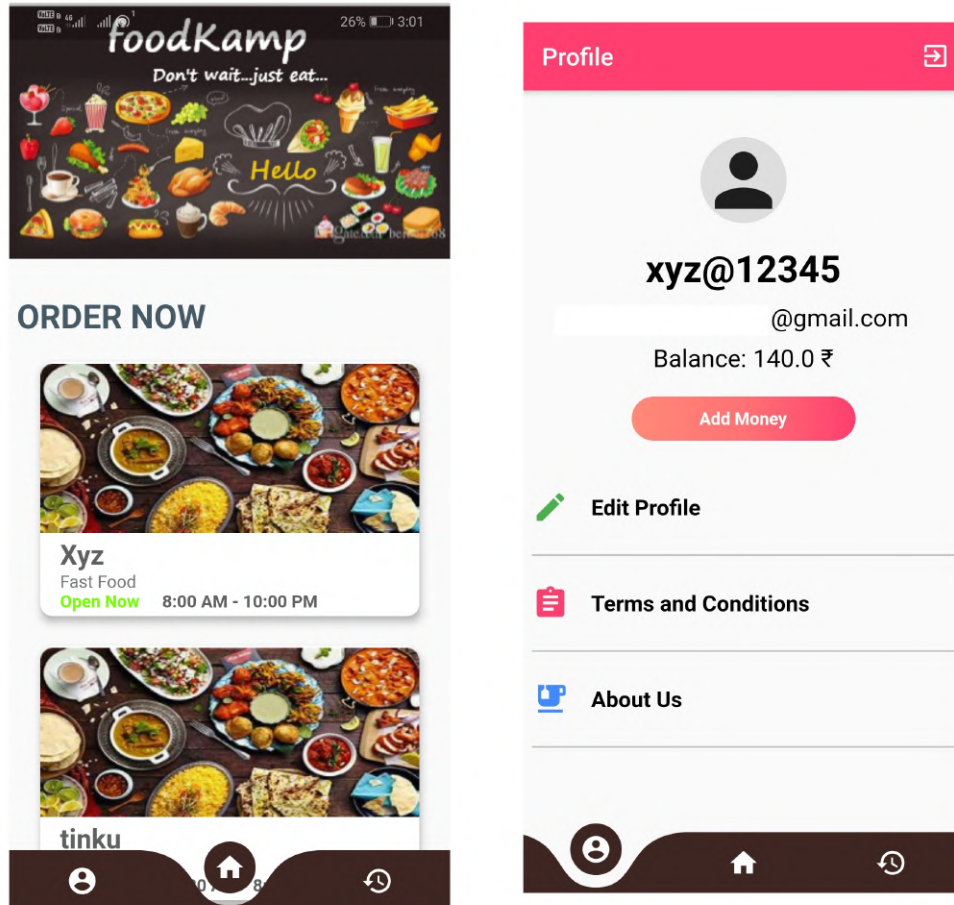 26% 3:01
foodKamp
Don't wait...just eat...
Hello
ORDER NOW
Xyz
Fast Food
Open Now 8:00 AM - 10:00 PM
tinku
Profile
xyz@12345
@gmail.com
Balance: 140.0 ₹
Add Money
Edit Profile
Terms and Conditions
About Us